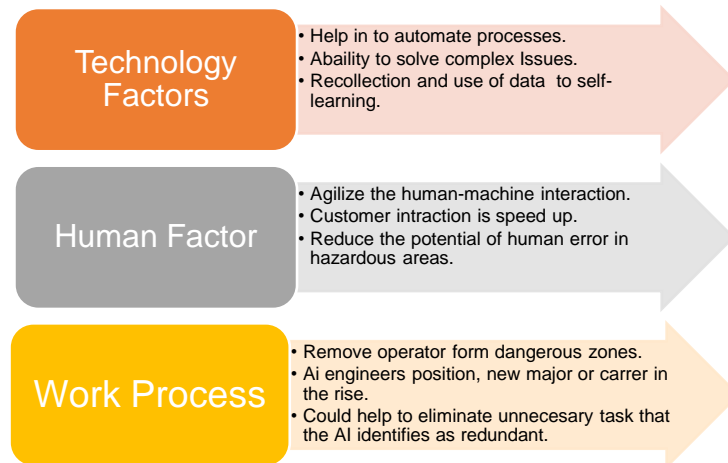 Technology
Factors
• Help in to automate processes.
• Abaility to solve complex Issues.
• Recollection and use of data to self-
learning.
Human Factor
• Agilize the human-machine interaction.
• Customer intraction is speed up.
• Reduce the potential of human error in
hazardous areas.
Work Process
• Remove operator form dangerous zones.
• Ai engineers position, new major or carrer in
the rise.
• Could help to eliminate unnecesary task that
the AI identifies as redundant.